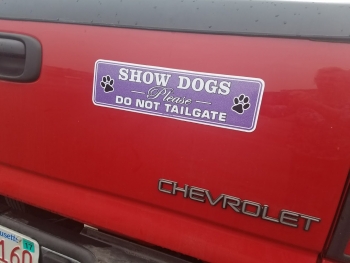 SHOW DOGS
Please
DO NOT TAILGATE
CHEVROLET
160